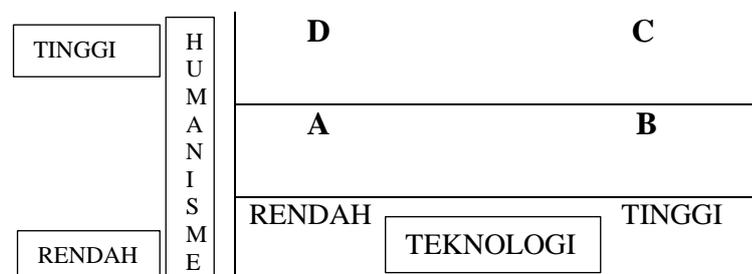 TINGGI
H
U
M
A
N
I
S
M
E
D C
A B
RENDAH TINGGI
TEKNOLOGI
RENDAH